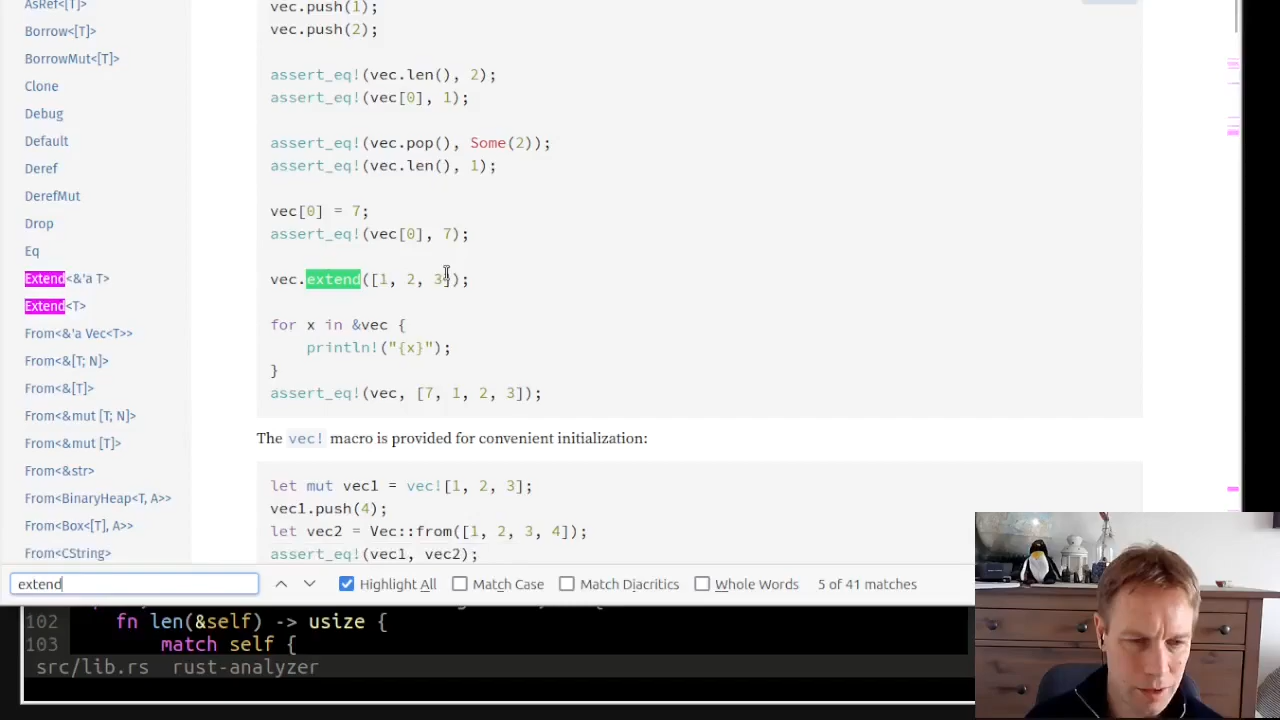 AsRef<[T]>
Borrow<[T]>
BorrowMut<[T]>
Clone
Debug
Default
Deref
DerefMut
Drop
Eq
Extend<&'a T>
Extend<T>
From<&'a Vec<T>>
From<&[T; N]>
From<&[T]>
From<&mut [T; N]>
From<&mut [T]>
From<&str>
From<BinaryHeap<T, A>>
From<Box<[T], A>>
From<CString>
vec.push(1);
vec.push(2);
assert_eq!(vec.len(), 2);
assert_eq!(vec[0], 1);
assert_eq!(vec.pop(), Some(2));
assert_eq!(vec.len(), 1);
vec[0] = 7;
assert_eq!(vec[0], 7);
vec.extend([1, 2, 3]);
for x in &vec {
println!("{x}");
}
assert_eq!(vec, [7, 1, 2, 3]);
The vec! macro is provided for convenient initialization:
let mut vec1 = vec![1, 2, 3];
vec1.push(4);
let vec2 = Vec::from([1, 2, 3, 4]);
assert_eq!(vec1, vec2);
extend Highlight All Match Case Match Diacritics Whole Words 5 of 41 matches
102 fn len(&self) -> usize {
103 match self {
src/lib.rs rust-analyzer